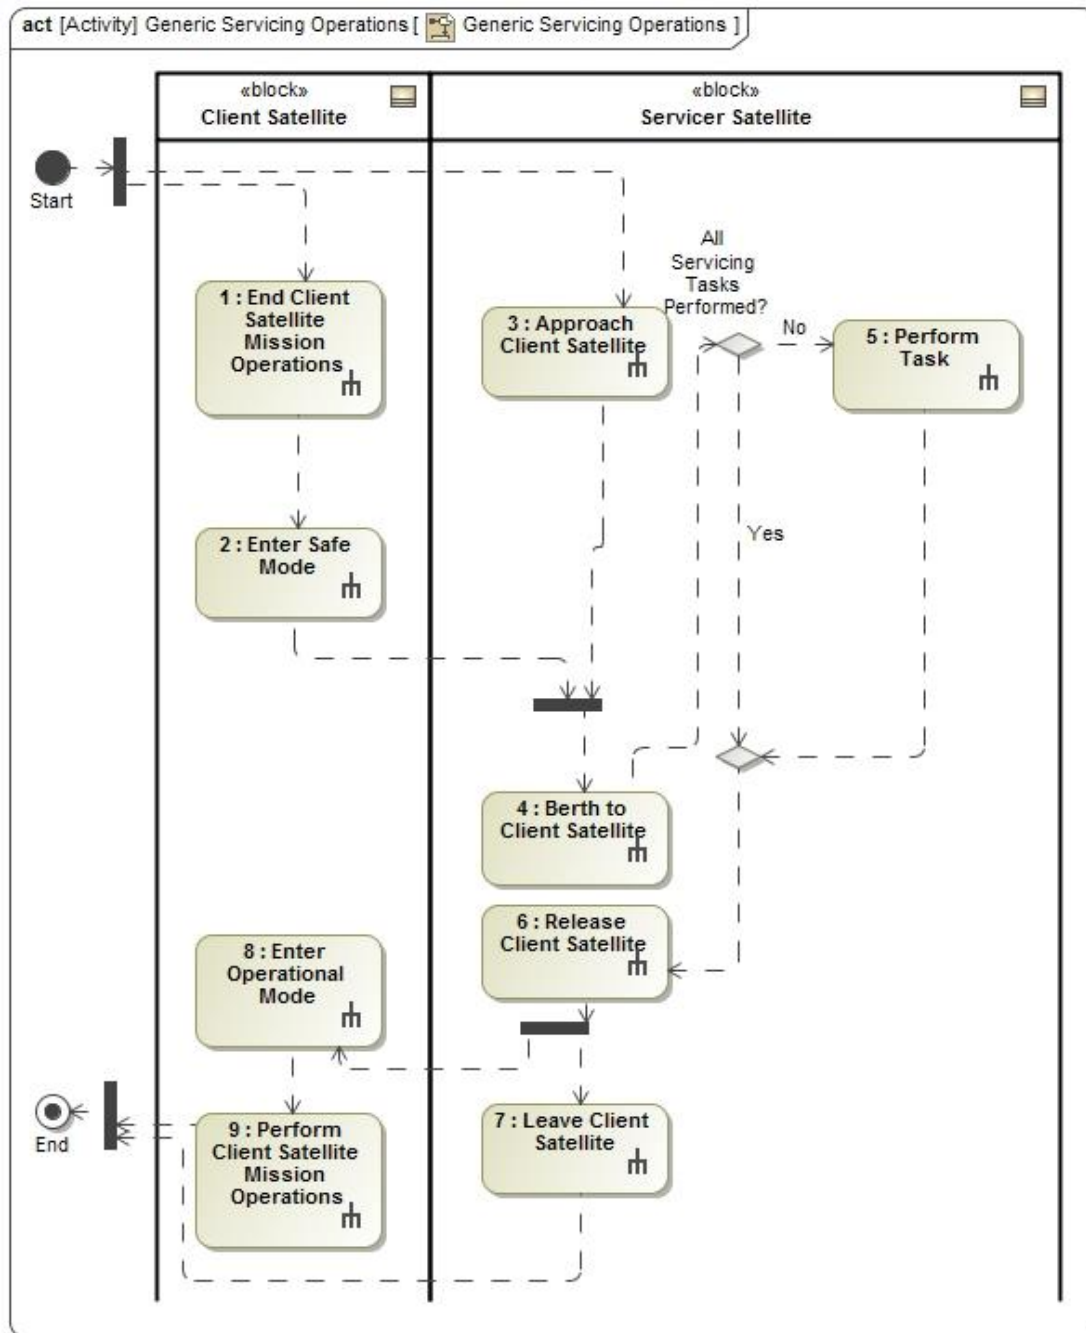 act [Activity] Generic Servicing Operations [ Generic Servicing Operations ]
«block»
Client Satellite
«block»
Servicer Satellite
Start
All
Servicing
Tasks
Performed?
1 : End Client
Satellite
Mission
Operations
3 : Approach
Client Satellite
No
5 : Perform
Task
2 : Enter Safe
Mode
Yes
4 : Berth to
Client Satellite
6 : Release
Client Satellite
8 : Enter
Operational
Mode
End
9 : Perform
Client Satellite
Mission
Operations
7 : Leave Client
Satellite